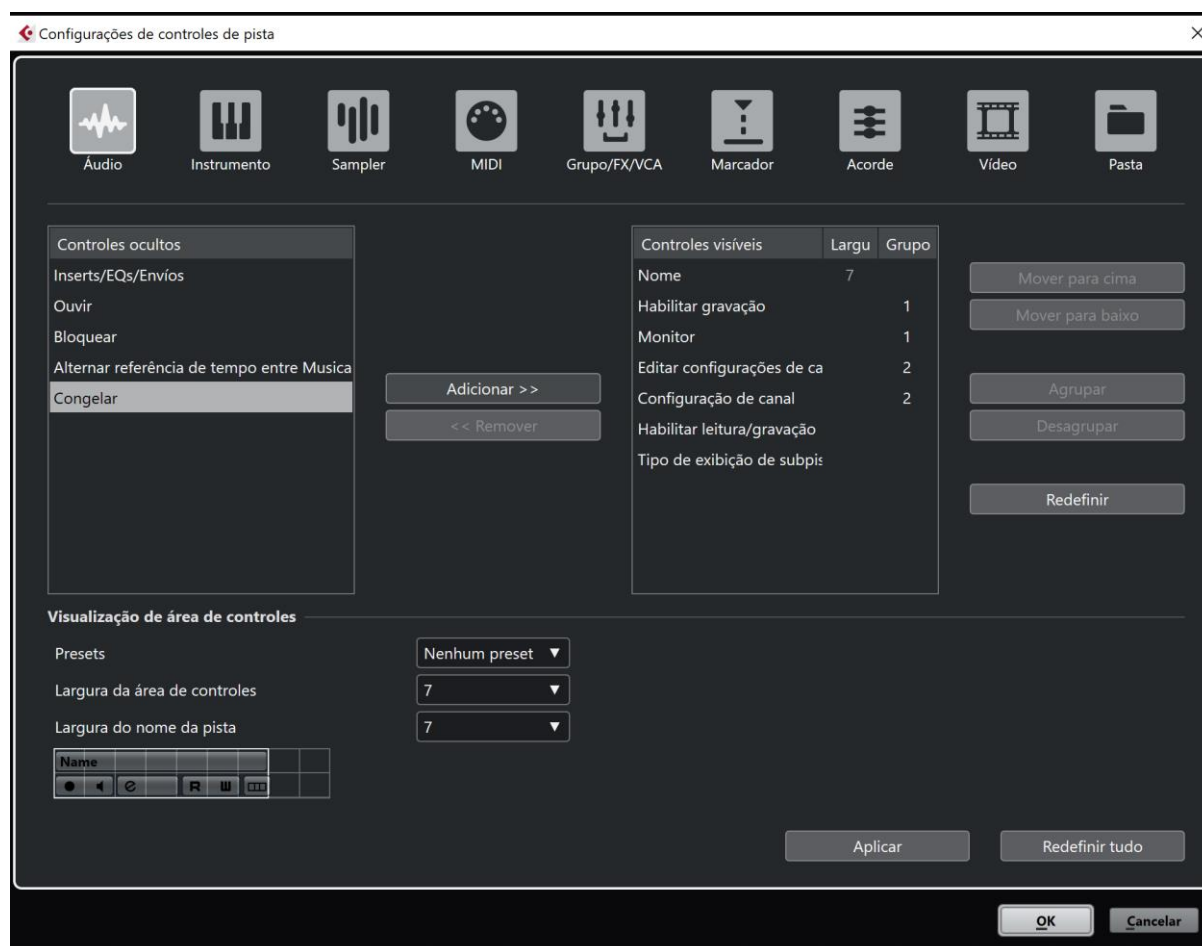 Configurações de controles de pista
Áudio
Instrumento
Sampler
MIDI
Grupo/FX/VCA
Marcador
Acorde
Vídeo
Pasta
Controles ocultos
Inserts/EQs/Envíos
Ouvir
Bloquear
Alternar referência de tempo entre Musica
Congelar
Adicionar >>
<< Remover
Controles visíveis Largu Grupo
Nome 7
Habilitar gravação 1
Monitor 1
Editar configurações de ca 2
Configuração de canal 2
Habilitar leitura/gravação
Tipo de exibição de subpis
Mover para cima
Mover para baixo
Agrupar
Desagrupar
Redefinir
Visualização de área de controles
Presets Nenhum preset
Largura da área de controles 7
Largura do nome da pista 7
Name
e R W
Aplicar
Redefinir tudo
OK
Cancelar